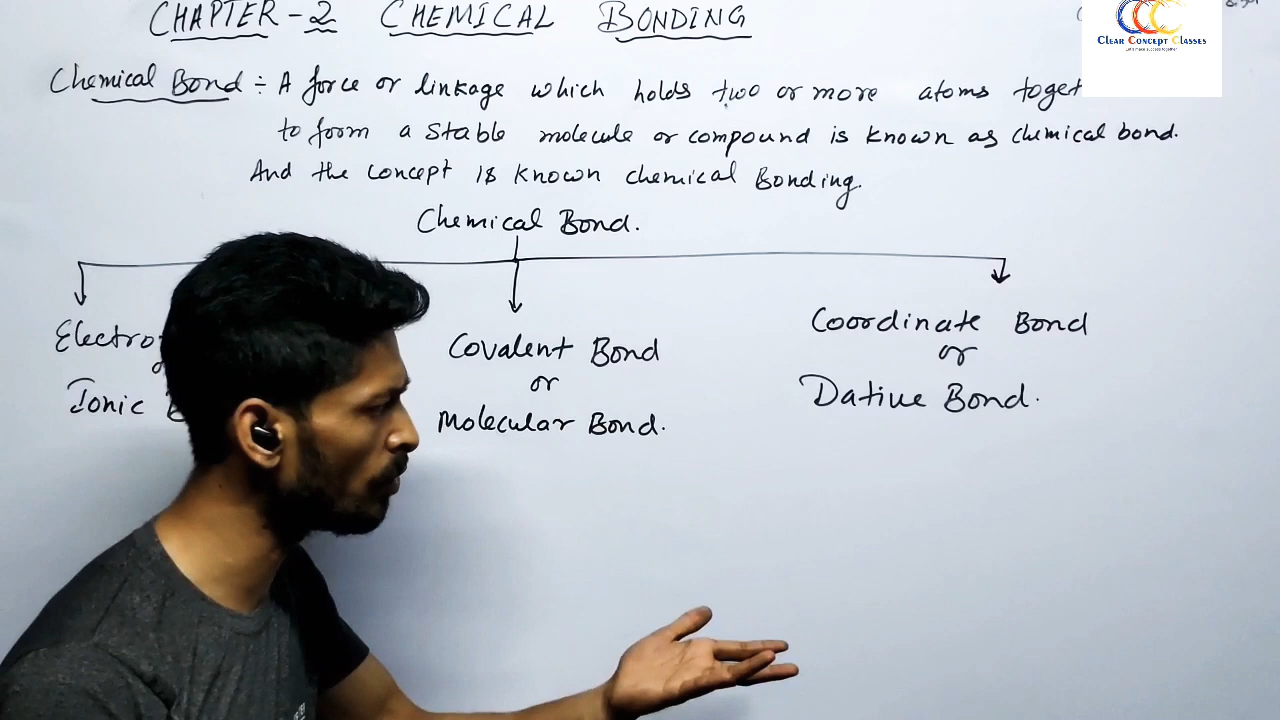 CHAPTER-2 CHEMICAL BONDING
CLEAR CONCEPT CLASSES
Chemical Bond ÷ A force or linkage which holds two or more atoms toget
to form a stable molecule or compound is known as chemical bond.
And the concept is known chemical Bonding.
Chemical Bond.
Electro
Ionic B
Covalent Bond
or
Molecular Bond.
Coordinate Bond
or
Dative Bond.